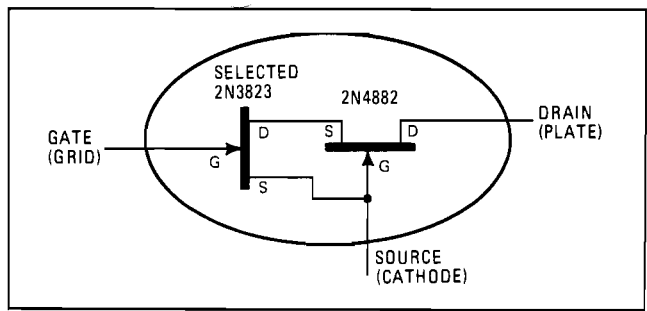 SELECTED
2N3823
2N4882
D
S
D
DRAIN
(PLATE)
GATE
(GRID)
G
G
S
SOURCE
(CATHODE)